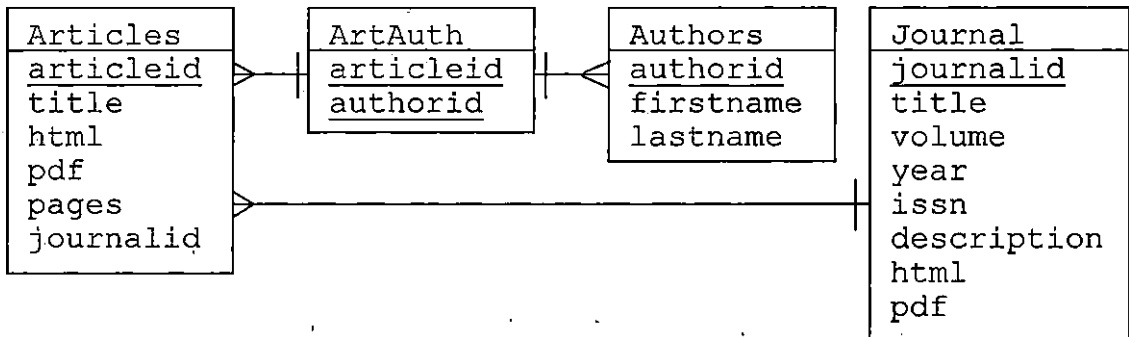 Articles
articleid
title
html
pdf
pages
journalid
ArtAuth
articleid
authorid
Authors
authorid
firstname
lastname
Journal
journalid
title
volume
year
issn
description
html
pdf